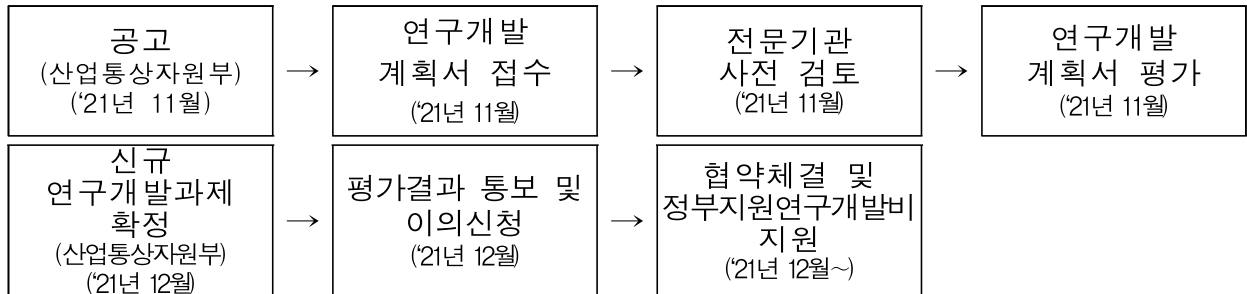 공고
(산업통상자원부)
(‘21년 11월)
→
연구개발
계획서 접수
(‘21년 11월)
→
전문기관
사전 검토
(‘21년 11월)
→
연구개발
계획서 평가
(‘21년 11월)
신규
연구개발과제
확정
(산업통상자원부)
(‘21년 12월)
→
평가결과 통보 및
이의신청
(‘21년 12월)
→
협약체결 및
정부지원연구개발비
지원
(‘21년 12월~)